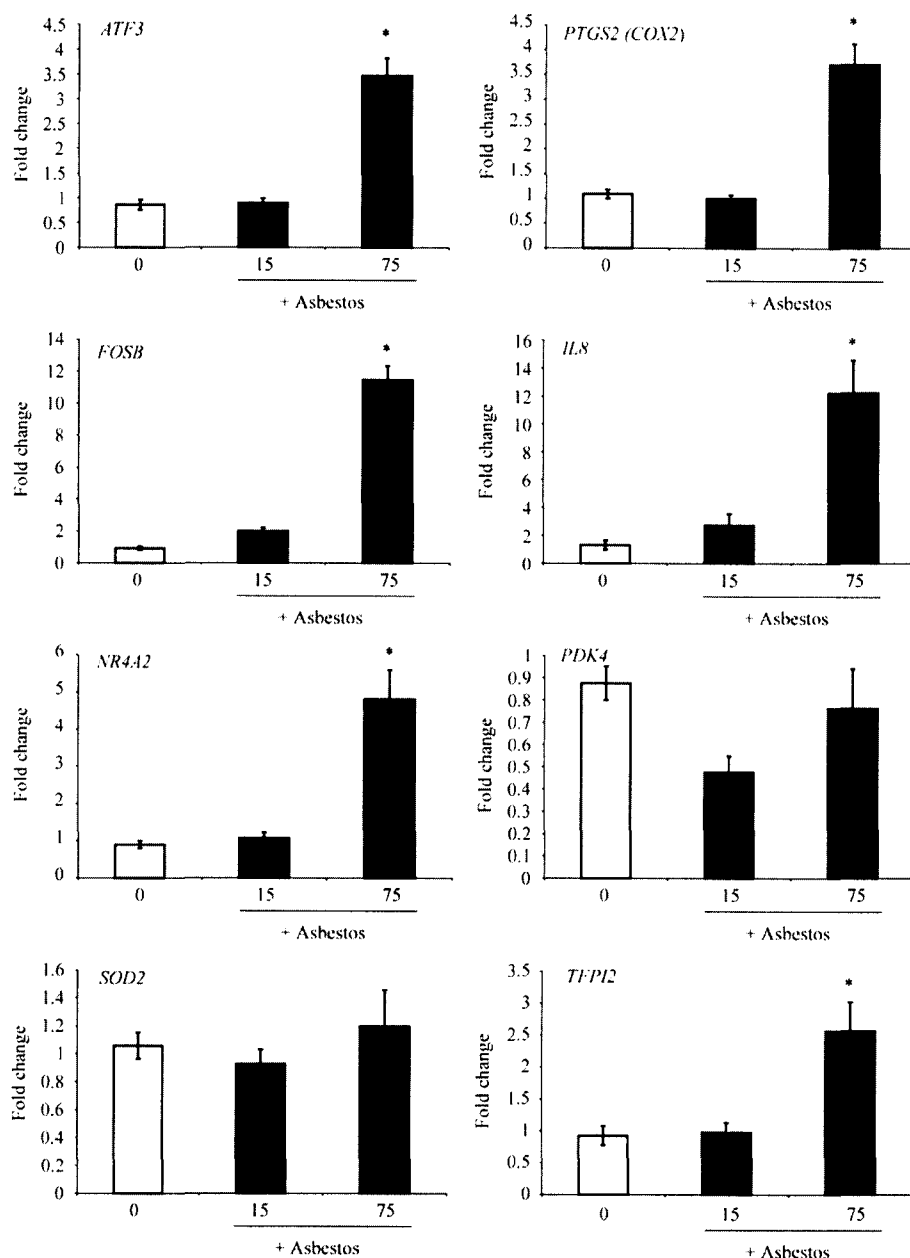 ATF3
*
4.5
4
3.5
3
2.5
2
1.5
1
0.5
0
Fold change
0 15 75
+ Asbestos
PTGS2 (COX2)
*
4.5
4
3.5
3
2.5
2
1.5
1
0.5
0
Fold change
0 15 75
+ Asbestos
FOSB
*
14
12
10
8
6
4
2
0
Fold change
0 15 75
+ Asbestos
IL8
*
16
14
12
10
8
6
4
2
0
Fold change
0 15 75
+ Asbestos
NR4A2
*
6
5
4
3
2
1
0
Fold change
0 15 75
+ Asbestos
PDK4
1
0.9
0.8
0.7
0.6
0.5
0.4
0.3
0.2
0.1
0
Fold change
0 15 75
+ Asbestos
SOD2
1.6
1.4
1.2
1
0.8
0.6
0.4
0.2
0
Fold change
0 15 75
+ Asbestos
TFPI2
*
3.5
3
2.5
2
1.5
1
0.5
0
Fold change
0 15 75
+ Asbestos